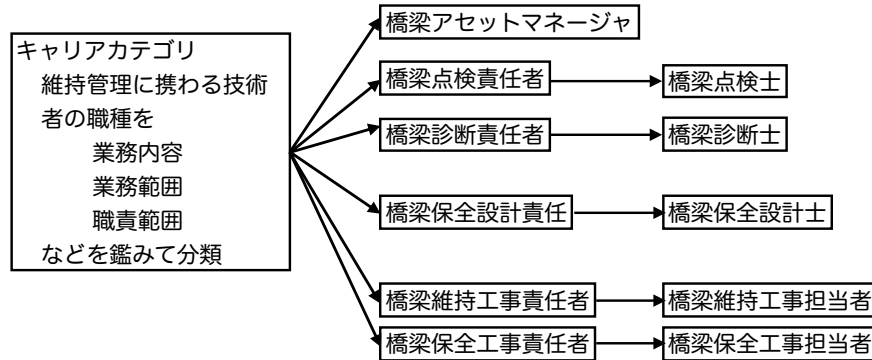 キャリアカテゴリ
維持管理に携わる技術
者の職種を
業務内容
業務範囲
職責範囲
などを鑑みて分類
橋梁アセットマネージャ
橋梁点検責任者
橋梁点検士
橋梁診断責任者
橋梁診断士
橋梁保全設計責任
橋梁保全設計士
橋梁維持工事責任者
橋梁維持工事担当者
橋梁保全工事責任者
橋梁保全工事担当者